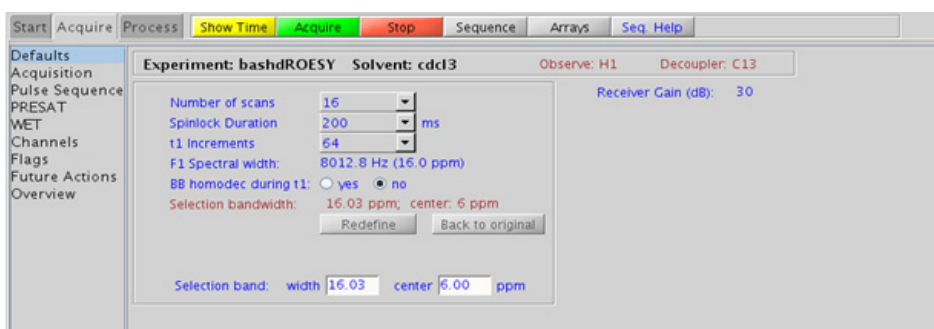 Start Acquire Process Show Time Acquire Stop Sequence Arrays Seq. Help
Defaults
Acquisition
Pulse Sequence
PRESAT
WET
Channels
Flags
Future Actions
Overview
Experiment: bashdROESY Solvent: cdcl3 Observe: H1 Decoupler: C13
Number of scans 16
Spinlock Duration 200 ms
t1 Increments 64
F1 Spectral width: 8012.8 Hz (16.0 ppm)
BB homodec during t1: yes no
Selection bandwidth: 16.03 ppm; center: 6 ppm
Redefine Back to original
Selection band: width 16.03 center 6.00 ppm
Receiver Gain (dB): 30